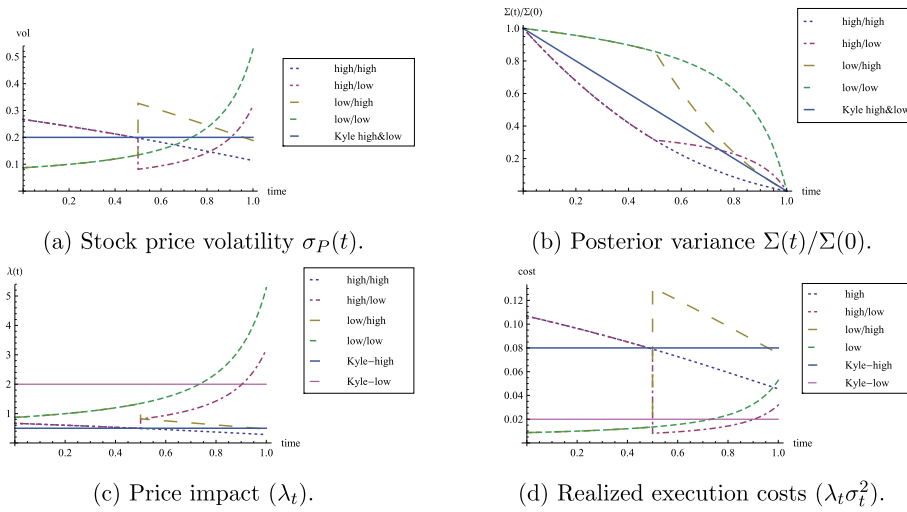 vol
0.5
0.4
0.3
0.2
0.1
0.2 0.4 0.6 0.8 1.0 time
high/high
high/low
low/high
low/low
Kyle high&low
(a) Stock price volatility σP(t).
Σ(t)/Σ(0)
1.0
0.8
0.6
0.4
0.2
0.2 0.4 0.6 0.8 1.0 time
high/high
high/low
low/high
low/low
Kyle high&low
(b) Posterior variance Σ(t)/Σ(0).
λ(t)
5
4
3
2
1
0.2 0.4 0.6 0.8 1.0 time
high/high
high/low
low/high
low/low
Kyle−high
Kyle−low
(c) Price impact (λt).
cost
0.12
0.10
0.08
0.06
0.04
0.02
0.2 0.4 0.6 0.8 1.0 time
high
high/low
low/high
low
Kyle−high
Kyle−low
(d) Realized execution costs (λtσt²).